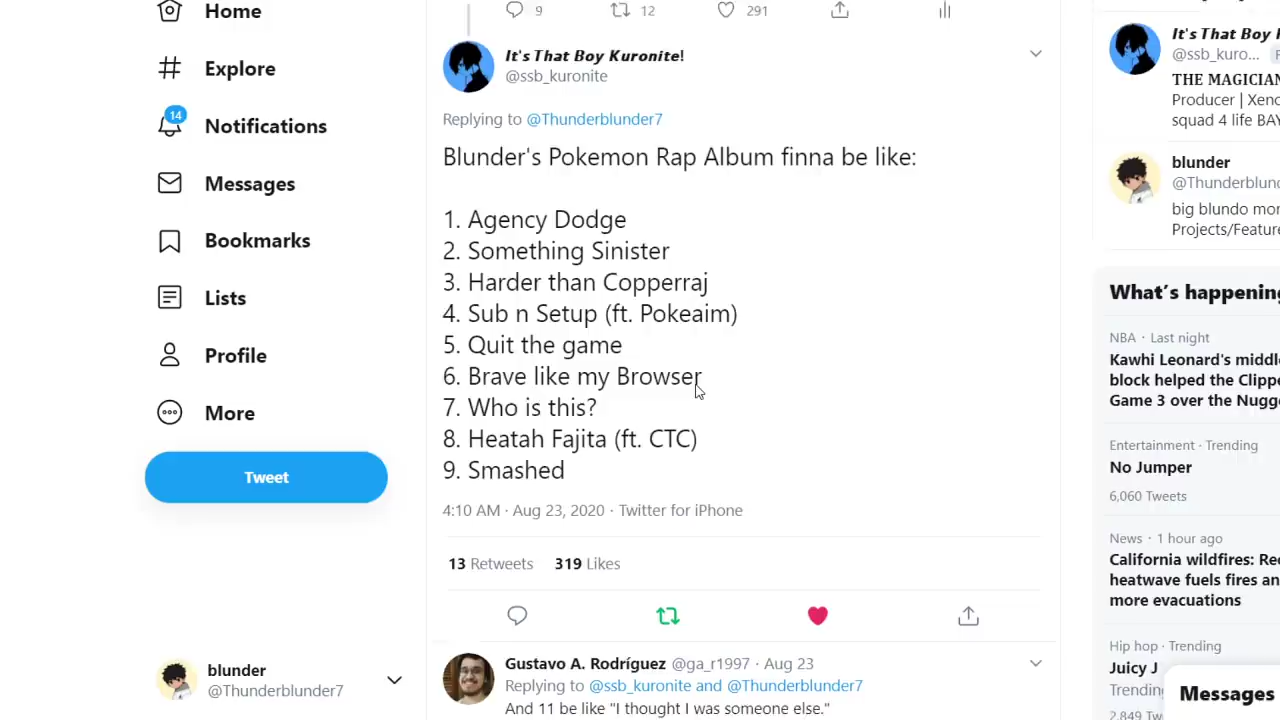 Home
Explore
14
Notifications
Messages
Bookmarks
Lists
Profile
More
Tweet
blunder
@Thunderblunder7
9 12 291
It's That Boy Kuronite!
@ssb_kuronite
Replying to @Thunderblunder7
Blunder's Pokemon Rap Album finna be like:
1. Agency Dodge
2. Something Sinister
3. Harder than Copperraj
4. Sub n Setup (ft. Pokeaim)
5. Quit the game
6. Brave like my Browser
7. Who is this?
8. Heatah Fajita (ft. CTC)
9. Smashed
4:10 AM · Aug 23, 2020 · Twitter for iPhone
13 Retweets 319 Likes
Gustavo A. Rodríguez @ga_r1997 · Aug 23
Replying to @ssb_kuronite and @Thunderblunder7
And 11 be like "I thought I was someone else."
It's That Boy
@ssb_kuro...
THE MAGICIAN
Producer | Xeno
squad 4 life BAY
blunder
@Thunderblund
big blundo mor
Projects/Feature
What's happening
NBA · Last night
Kawhi Leonard's middle
block helped the Clippe
Game 3 over the Nugg
Entertainment · Trending
No Jumper
6,060 Tweets
News · 1 hour ago
California wildfires: Rec
heatwave fuels fires an
more evacuations
Hip hop · Trending
Juicy J
Trending
2,849 Tw
Messages